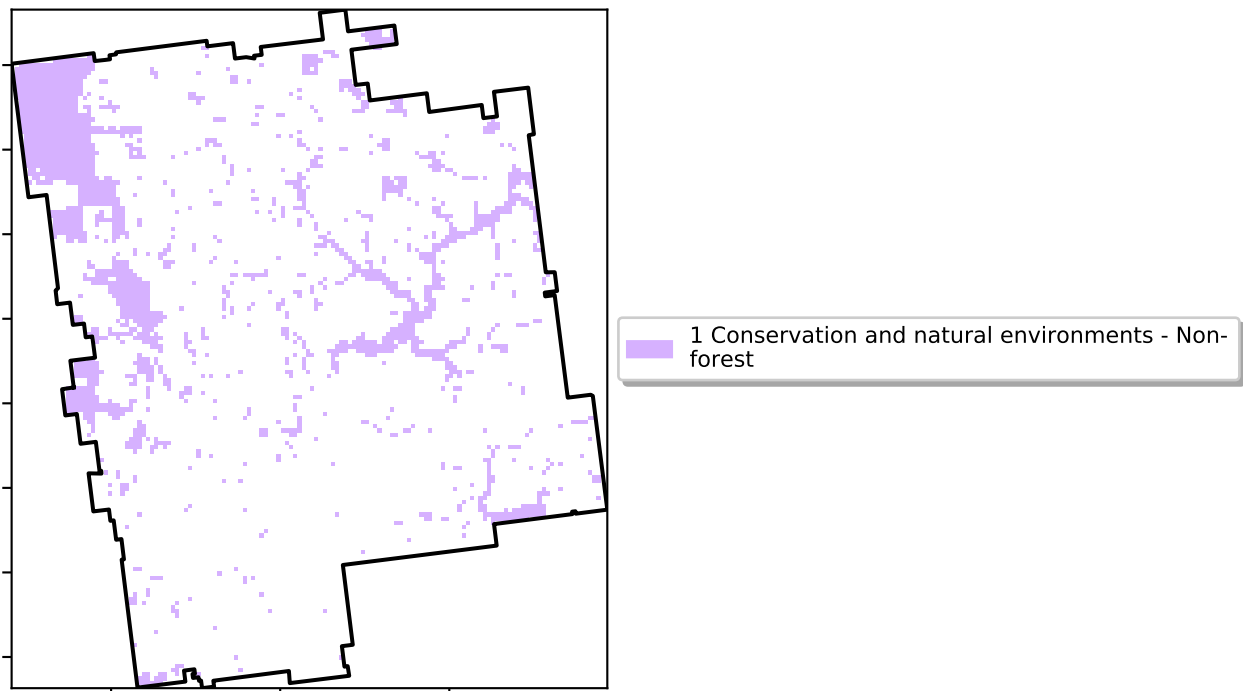 1 Conservation and natural environments - Non-
forest